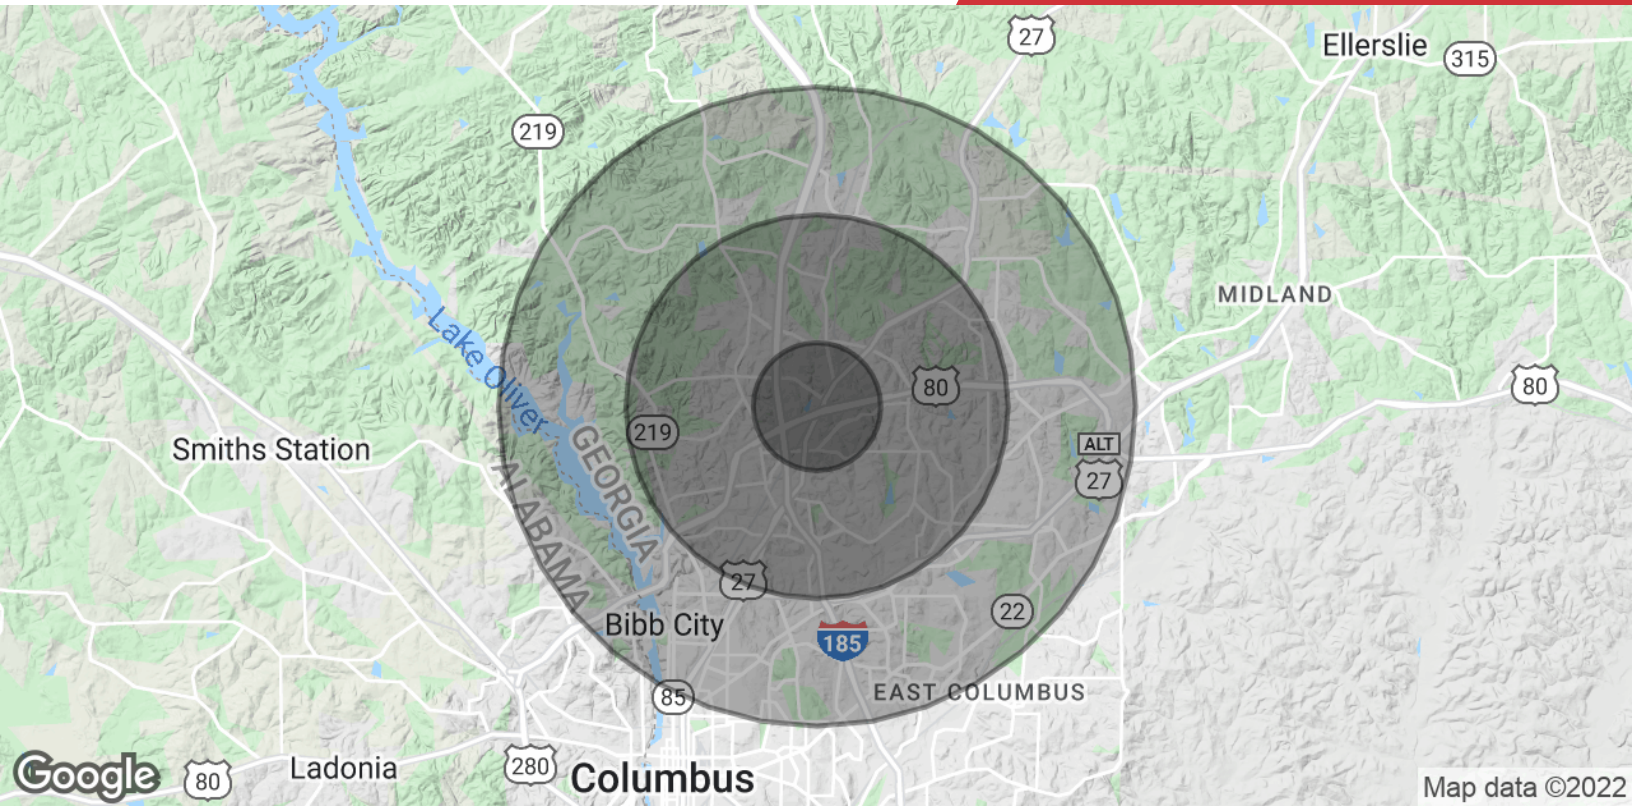 27
Ellerslie
315
219
MIDLAND
Lake Oliver
80
80
219
GEORGIA
ALT
27
Smiths Station
ALABAMA
27
22
Bibb City
185
EAST COLUMBUS
85
Google
80
Ladonia
280
Columbus
Map data ©2022